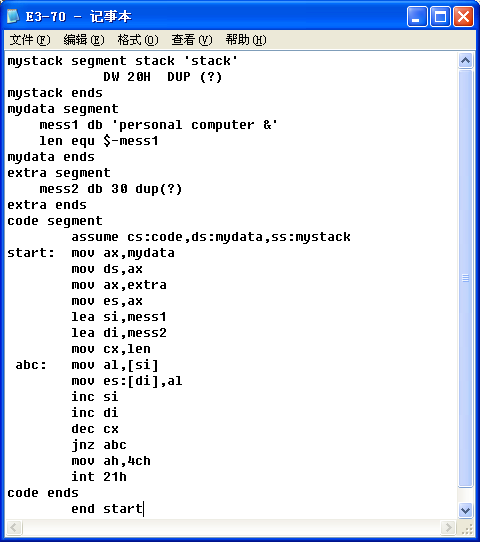 E3-70 - 记事本
文件(F) 编辑(E) 格式(O) 查看(V) 帮助(H)
mystack segment stack 'stack'
            DW 20H  DUP (?)
mystack ends
mydata segment
    mess1 db 'personal computer &'
    len equ $-mess1
mydata ends
extra segment
    mess2 db 30 dup(?)
extra ends
code segment
        assume cs:code,ds:mydata,ss:mystack
start:  mov ax,mydata
        mov ds,ax
        mov ax,extra
        mov es,ax
        lea si,mess1
        lea di,mess2
        mov cx,len
 abc:   mov al,[si]
        mov es:[di],al
        inc si
        inc di
        dec cx
        jnz abc
        mov ah,4ch
        int 21h
code ends
        end start